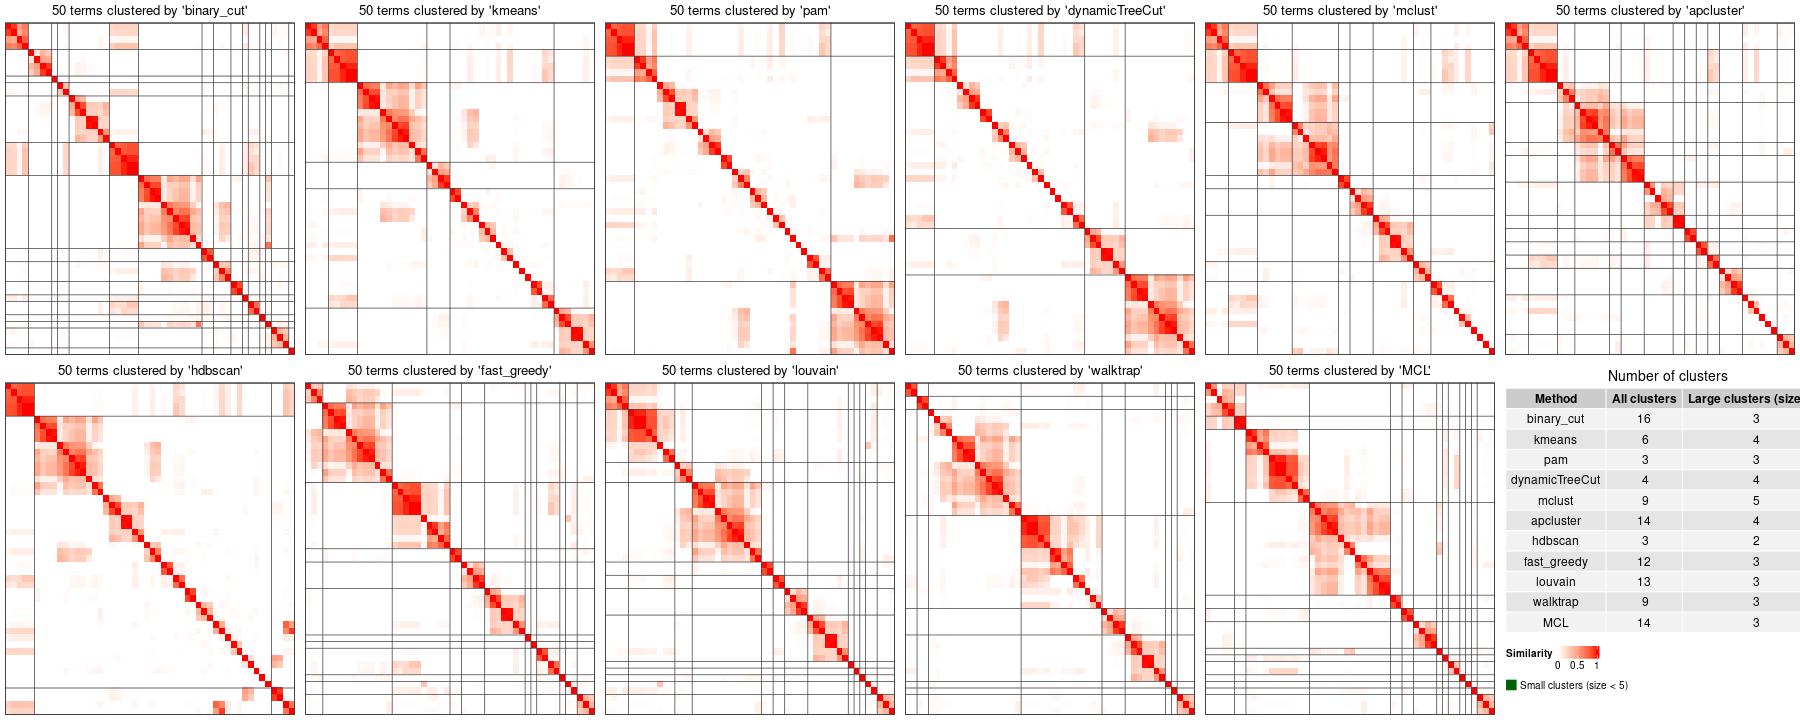 50 terms clustered by 'binary_cut'
50 terms clustered by 'kmeans'
50 terms clustered by 'pam'
50 terms clustered by 'dynamicTreeCut'
50 terms clustered by 'mclust'
50 terms clustered by 'apcluster'
50 terms clustered by 'hdbscan'
50 terms clustered by 'fast_greedy'
50 terms clustered by 'louvain'
50 terms clustered by 'walktrap'
50 terms clustered by 'MCL'
Number of clusters
Method All clusters Large clusters (size
binary_cut 16 3
kmeans 6 4
pam 3 3
dynamicTreeCut 4 4
mclust 9 5
apcluster 14 4
hdbscan 3 2
fast_greedy 12 3
louvain 13 3
walktrap 9 3
MCL 14 3
Similarity
0 0.5 1
Small clusters (size < 5)